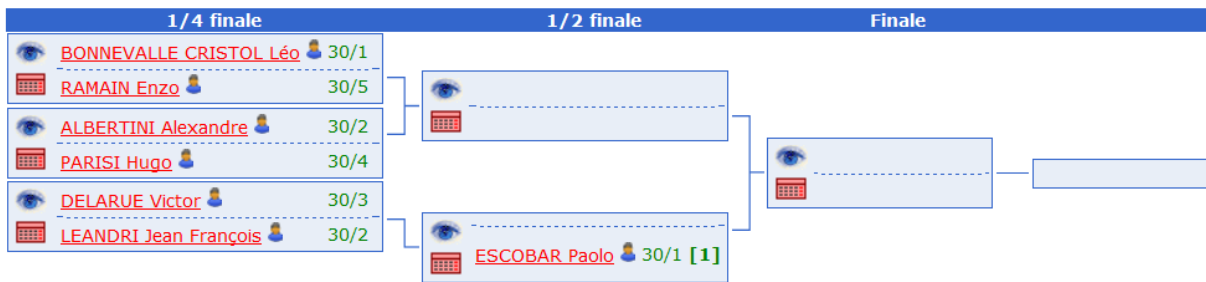 1/4 finale 1/2 finale Finale
BONNEVALLE CRISTOL Léo 30/1
RAMAIN Enzo 30/5
ALBERTINI Alexandre 30/2
PARISI Hugo 30/4
DELARUE Victor 30/3
LEANDRI Jean François 30/2
ESCOBAR Paolo 30/1 [1]